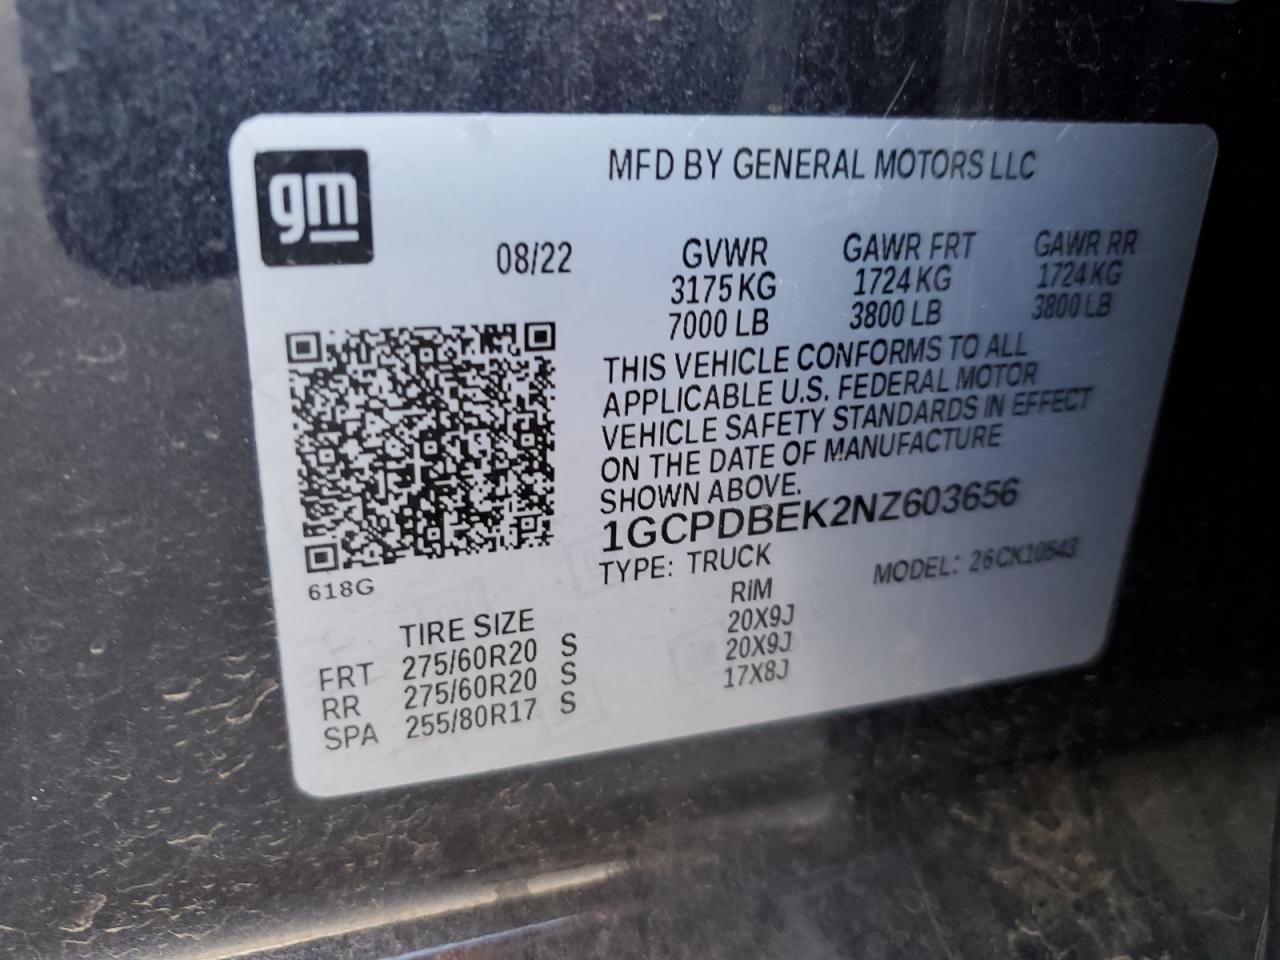 gm
MFD BY GENERAL MOTORS LLC
08/22 GVWR GAWR FRT GAWR RR
3175 KG 1724 KG 1724 KG
7000 LB 3800 LB 3800 LB
THIS VEHICLE CONFORMS TO ALL
APPLICABLE U.S. FEDERAL MOTOR
VEHICLE SAFETY STANDARDS IN EFFECT
ON THE DATE OF MANUFACTURE
SHOWN ABOVE.
1GCPDBEK2NZ603656
TYPE: TRUCK MODEL: 26CK10543
618G
TIRE SIZE RIM
FRT 275/60R20 S 20X9J
RR 275/60R20 S 20X9J
SPA 255/80R17 S 17X8J